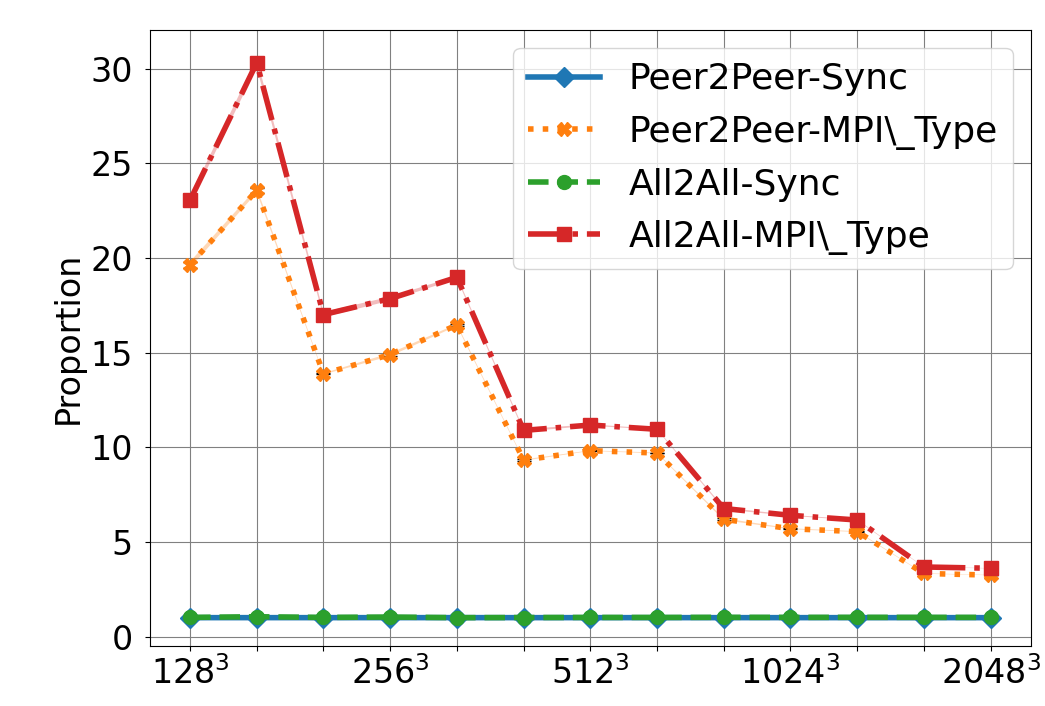 Proportion
30
25
20
15
10
5
0
Peer2Peer-Sync
Peer2Peer-MPI\_Type
All2All-Sync
All2All-MPI\_Type
128³ 256³ 512³ 1024³ 2048³